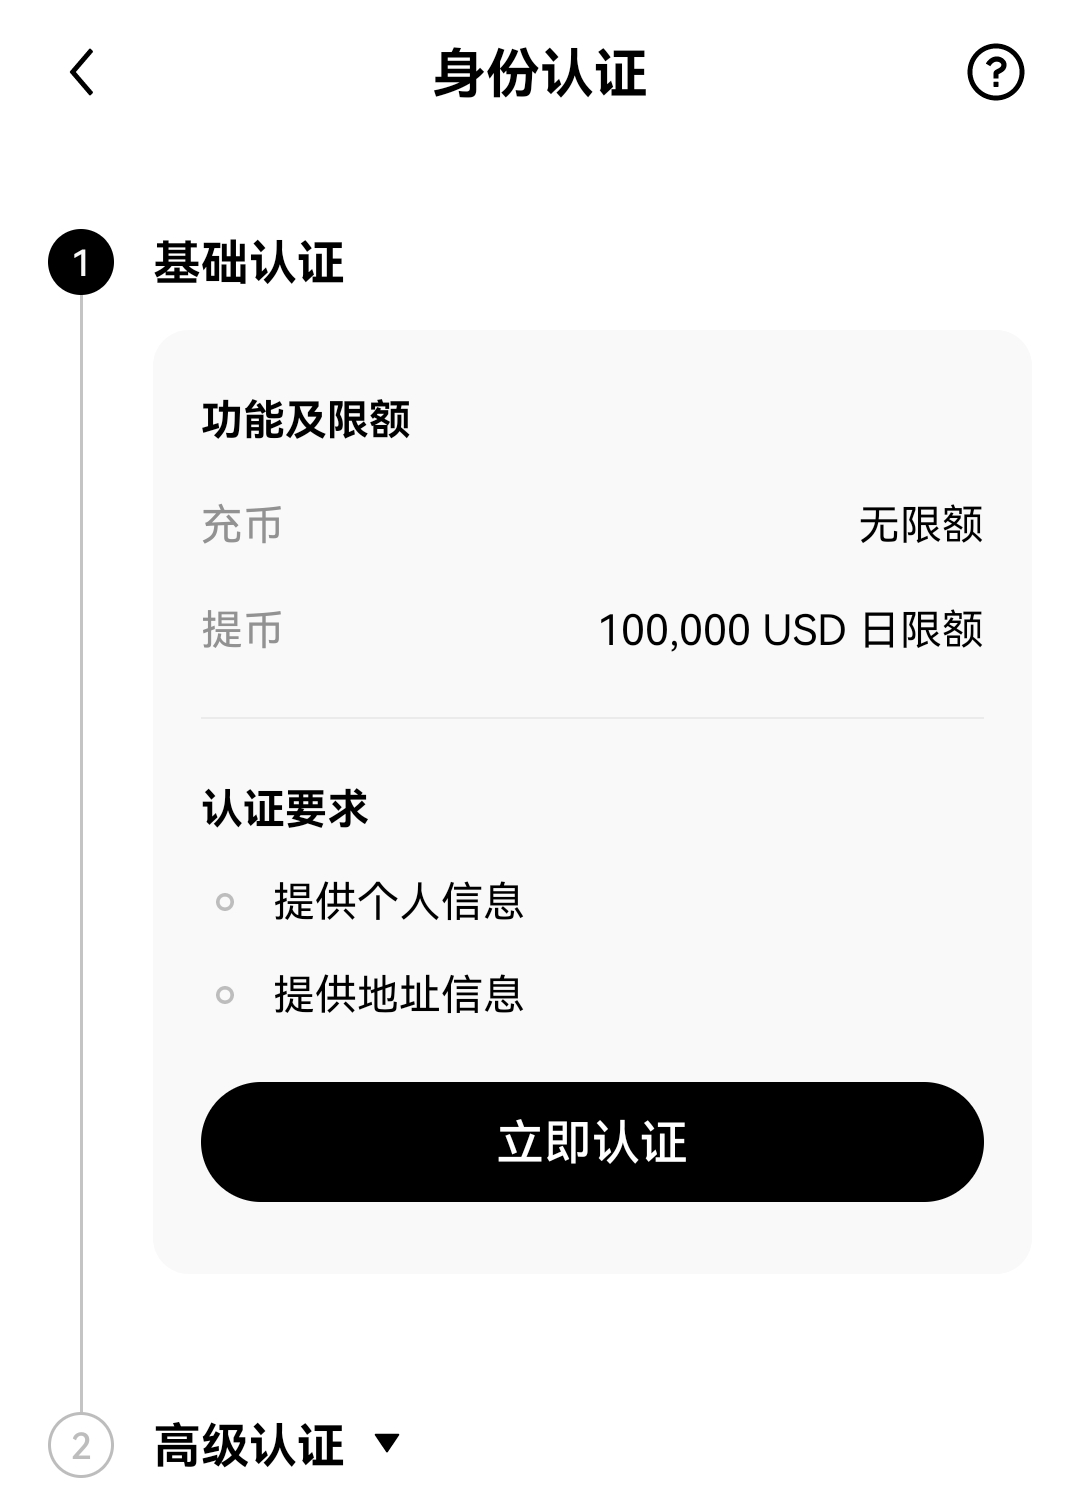 身份认证
?
1 基础认证
功能及限额
充币 无限额
提币 100,000 USD 日限额
认证要求
提供个人信息
提供地址信息
立即认证
2 高级认证